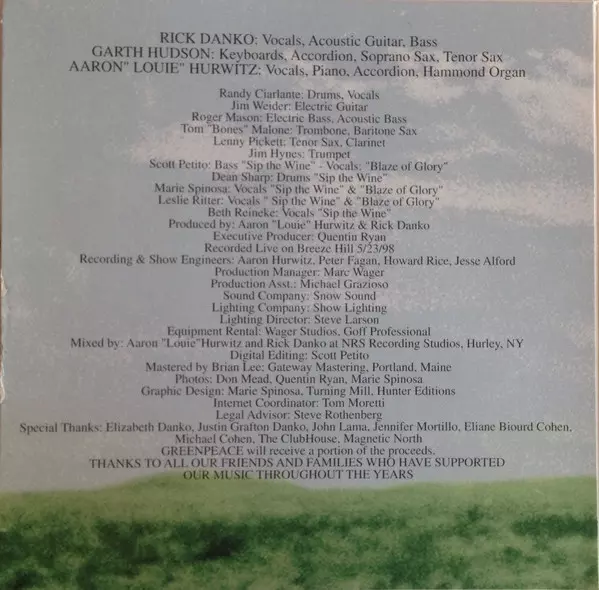 RICK DANKO: Vocals, Acoustic Guitar, Bass
GARTH HUDSON: Keyboards, Accordion, Soprano Sax, Tenor Sax
AARON" LOUIE" HURWITZ: Vocals, Piano, Accordion, Hammond Organ
Randy Ciarlante: Drums, Vocals
Jim Weider: Electric Guitar
Roger Mason: Electric Bass, Acoustic Bass
Tom "Bones" Malone: Trombone, Baritone Sax
Lenny Pickett: Tenor Sax, Clarinet
Jim Hynes: Trumpet
Scott Petito: Bass "Sip the Wine" - Vocals: "Blaze of Glory"
Dean Sharp: Drums "Sip the Wine"
Marie Spinosa: Vocals "Sip the Wine" & "Blaze of Glory"
Leslie Ritter: Vocals " Sip the Wine" & "Blaze of Glory"
Beth Reineke: Vocals "Sip the Wine"
Produced by: Aaron "Louie" Hurwitz & Rick Danko
Executive Producer: Quentin Ryan
Recorded Live on Breeze Hill 5/23/98
Recording & Show Engineers: Aaron Hurwitz, Peter Fagan, Howard Rice, Jesse Alford
Production Manager: Marc Wager
Production Asst.: Michael Grazioso
Sound Company: Snow Sound
Lighting Company: Show Lighting
Lighting Director: Steve Larson
Equipment Rental: Wager Studios, Goff Professional
Mixed by: Aaron "Louie"Hurwitz and Rick Danko at NRS Recording Studios, Hurley, NY
Digital Editing: Scott Petito
Mastered by Brian Lee: Gateway Mastering, Portland, Maine
Photos: Don Mead, Quentin Ryan, Marie Spinosa
Graphic Design: Marie Spinosa, Turning Mill, Hunter Editions
Internet Coordinator: Tom Moretti
Legal Advisor: Steve Rothenberg
Special Thanks: Elizabeth Danko, Justin Grafton Danko, John Lama, Jennifer Mortillo, Eliane Biourd Cohen,
Michael Cohen, The ClubHouse, Magnetic North
GREENPEACE will receive a portion of the proceeds.
THANKS TO ALL OUR FRIENDS AND FAMILIES WHO HAVE SUPPORTED
OUR MUSIC THROUGHOUT THE YEARS